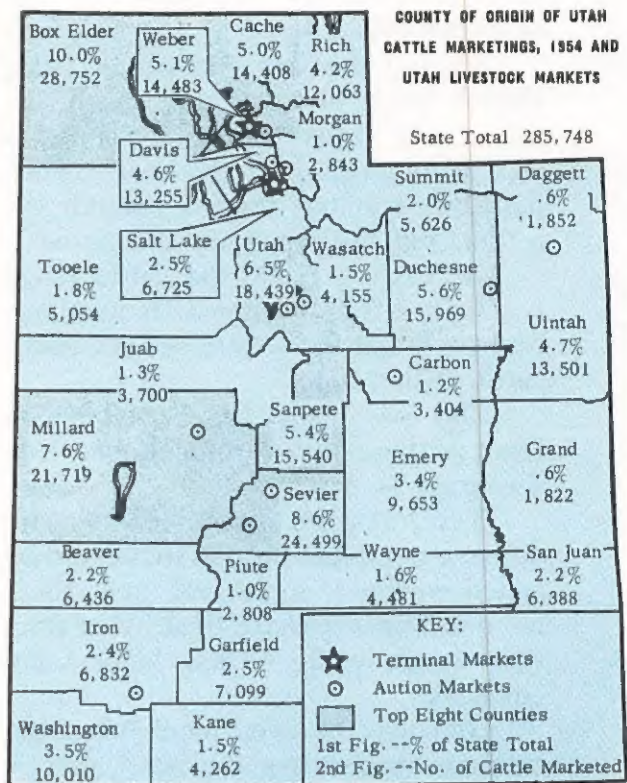 COUNTY OF ORIGIN OF UTAH
CATTLE MARKETINGS, 1954 AND
UTAH LIVESTOCK MARKETS
State Total 285,748
Box Elder
10.0%
28,752
Weber
5.1%
14,483
Cache
5.0%
14,408
Rich
4.2%
12,063
Morgan
1.0%
2,843
Davis
4.6%
13,255
Salt Lake
2.5%
6,725
Tooele
1.8%
5,054
Utah
6.5%
18,439
Wasatch
1.5%
4,155
Summit
2.0%
5,626
Daggett
.6%
1,852
Duchesne
5.6%
15,969
Uintah
4.7%
13,501
Juab
1.3%
3,700
Carbon
1.2%
3,404
Millard
7.6%
21,719
Sanpete
5.4%
15,540
Emery
3.4%
9,653
Grand
.6%
1,822
Sevier
8.6%
24,499
Beaver
2.2%
6,436
Piute
1.0%
2,808
Wayne
1.6%
4,481
San Juan
2.2%
6,388
Iron
2.4%
6,832
Garfield
2.5%
7,099
Washington
3.5%
10,010
Kane
1.5%
4,262
KEY:
Terminal Markets
Aution Markets
Top Eight Counties
1st Fig. --% of State Total
2nd Fig. --No. of Cattle Marketed